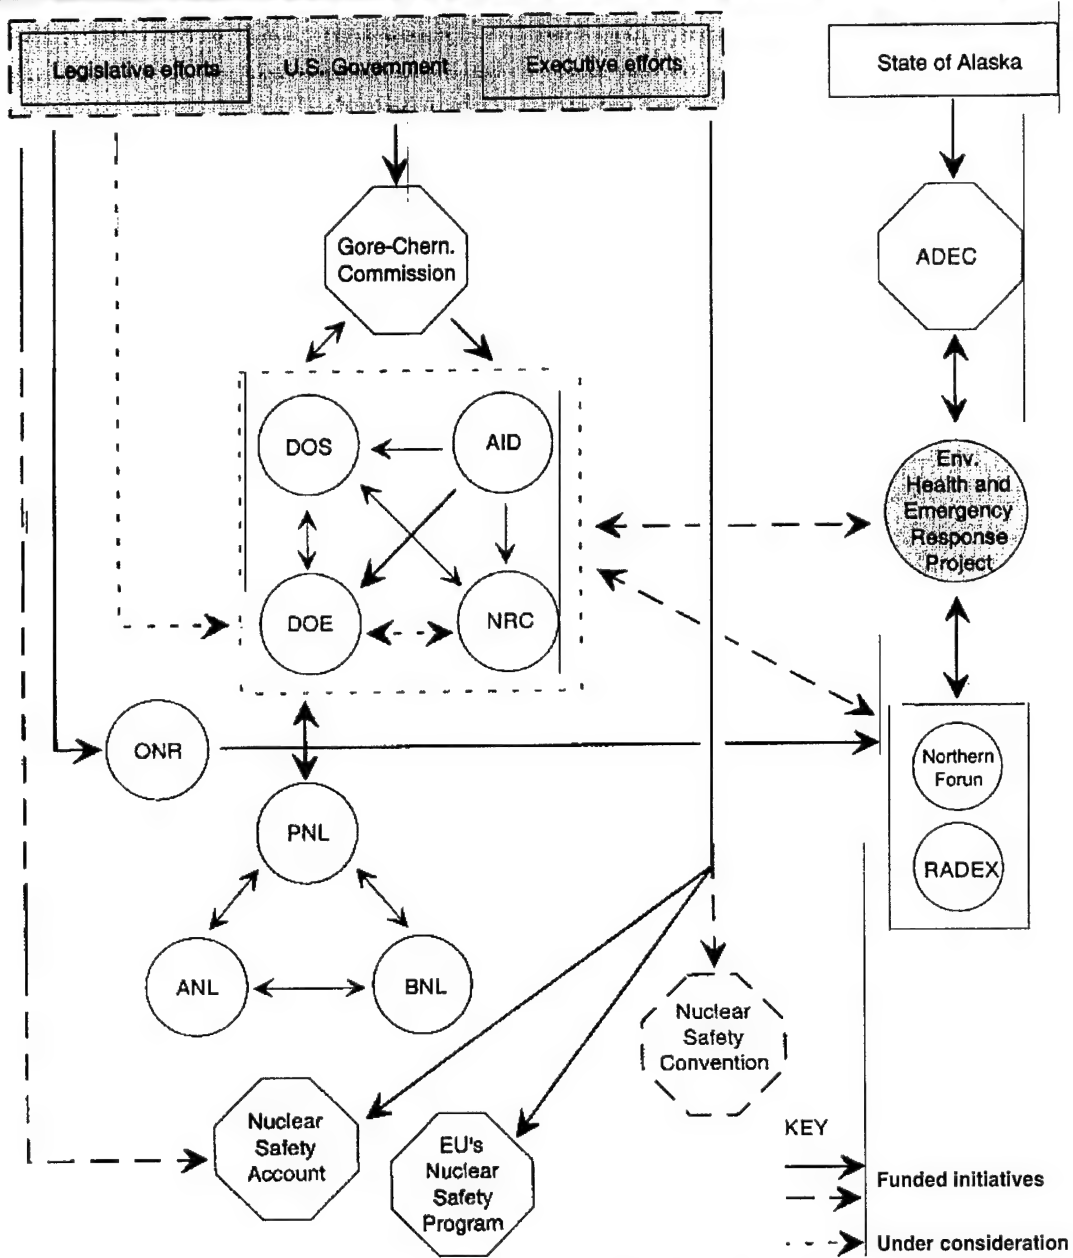 Legislative efforts
U.S. Government
Executive efforts
State of Alaska
Gore-Chern.
Commission
ADEC
DOS
AID
Env.
Health and
Emergency
Response
Project
DOE
NRC
ONR
Northern
Forun
PNL
RADEX
ANL
BNL
Nuclear
Safety
Convention
Nuclear
Safety
Account
EU's
Nuclear
Safety
Program
KEY
Funded initiatives
Under consideration